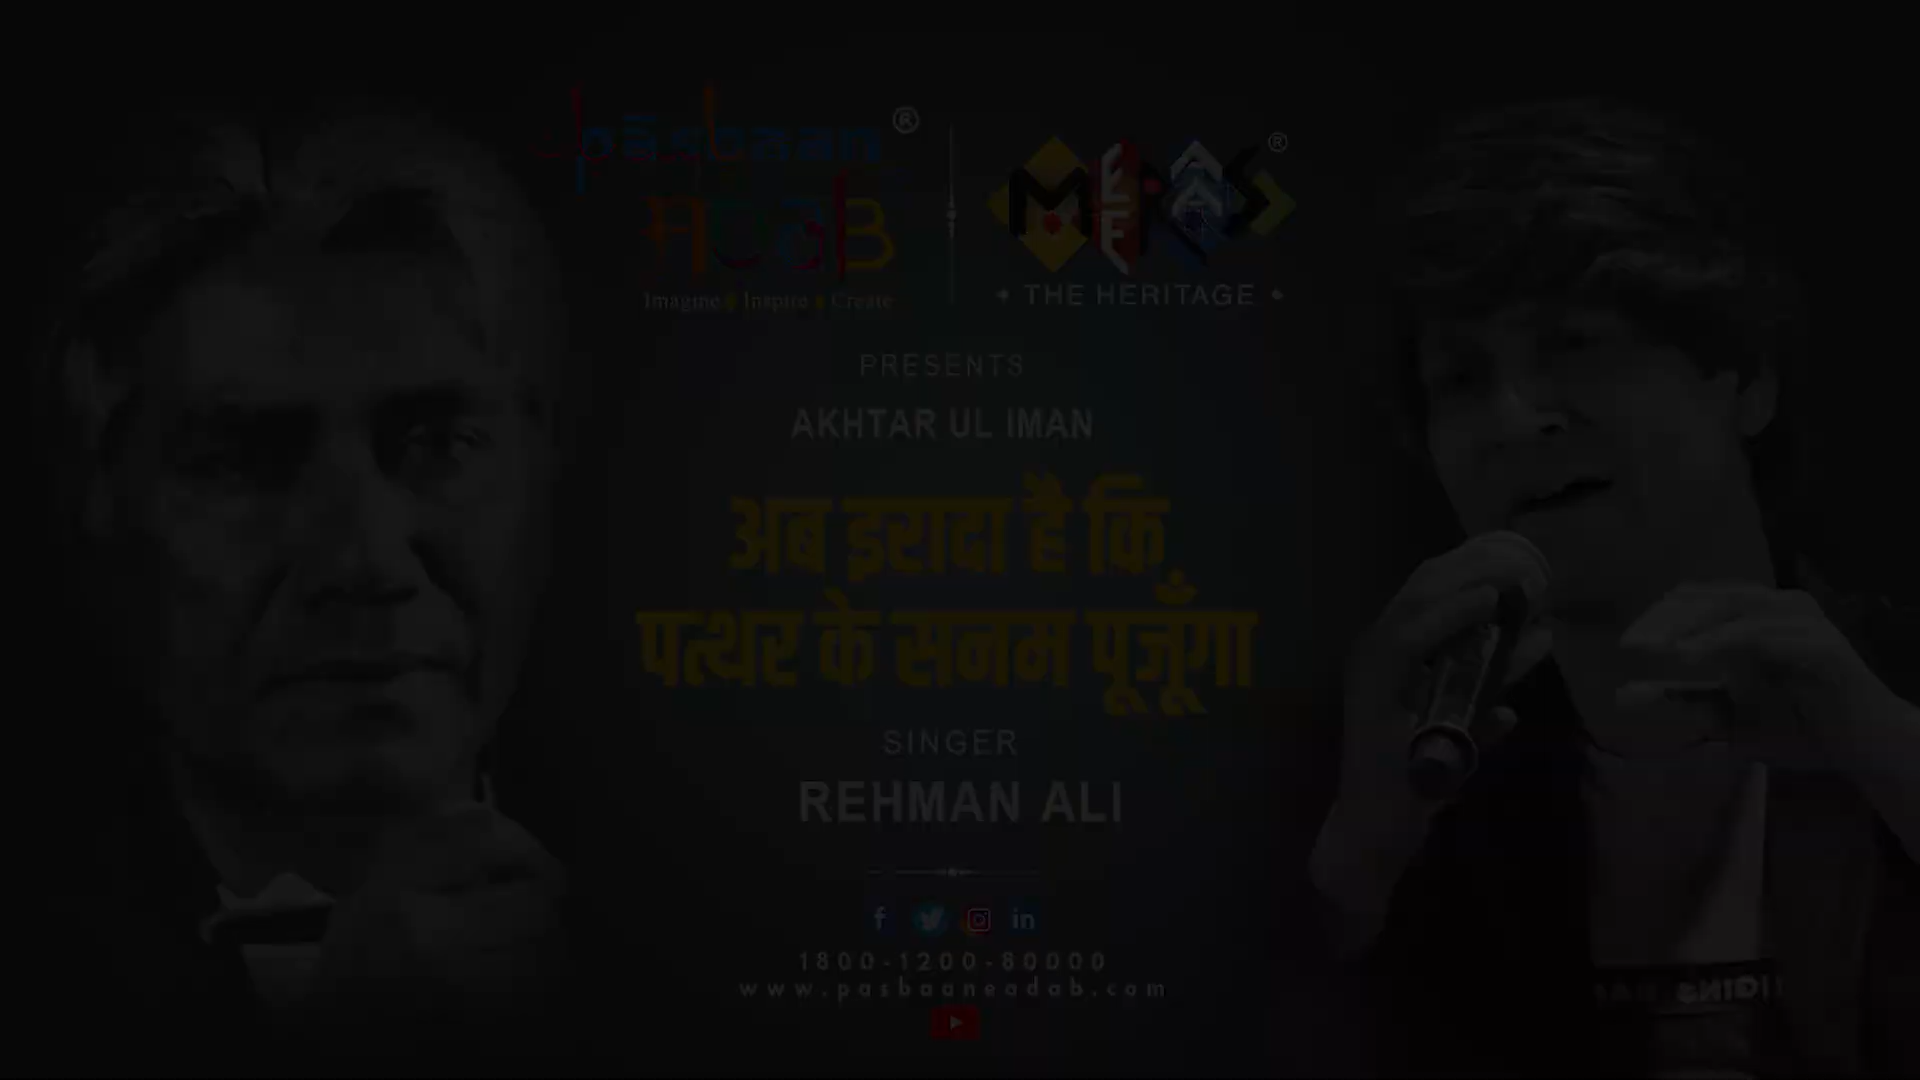 pasbaan ®
ADAB
Imagine Inspire Create
MEERAAS ®
THE HERITAGE
PRESENTS
AKHTAR UL IMAN
अब इरादा है कि
पत्थर के सनम पूजूँगा
SINGER
REHMAN ALI
1800-1200-80000
www.pasbaaneadab.com